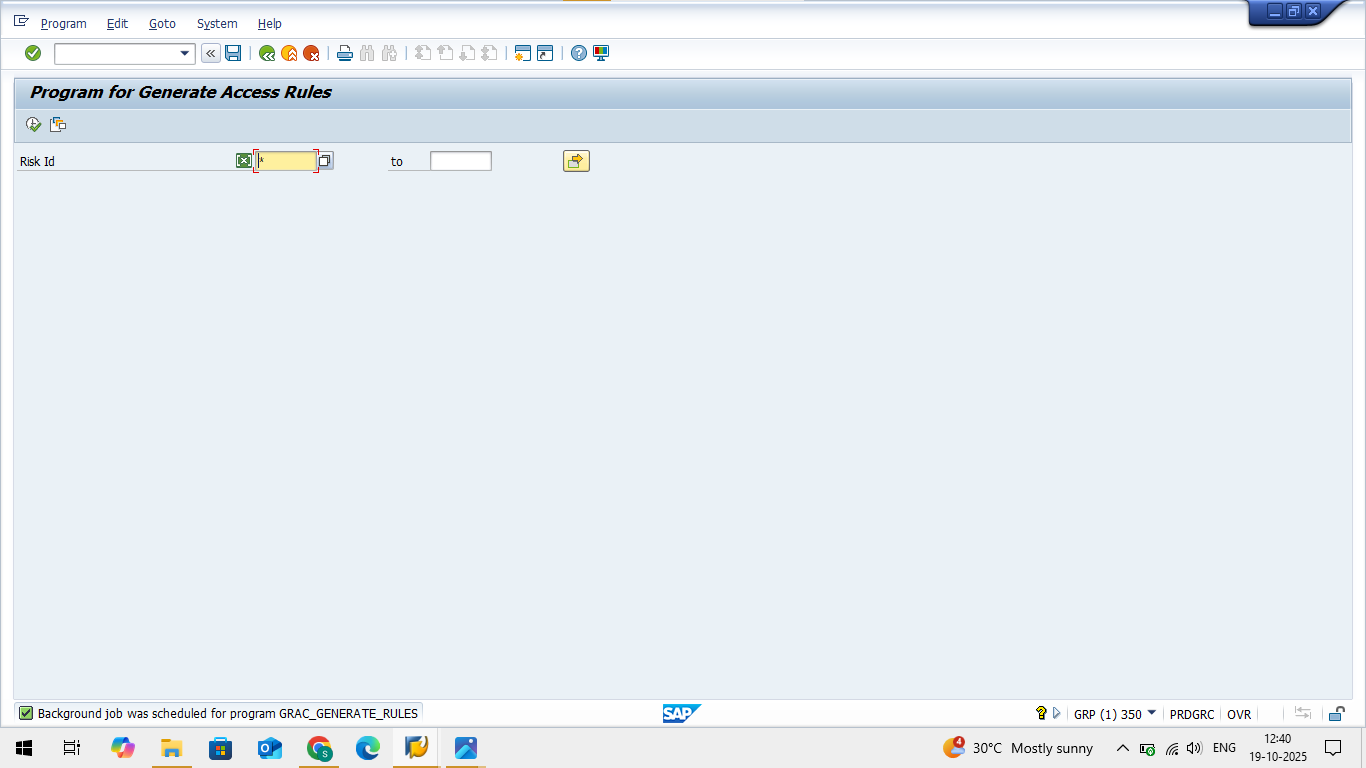 Program Edit Goto System Help
Program for Generate Access Rules
Risk Id * to
Background job was scheduled for program GRAC_GENERATE_RULES
SAP
GRP (1) 350 PRDGRC OVR
4 30°C Mostly sunny ENG 12:40
19-10-2025